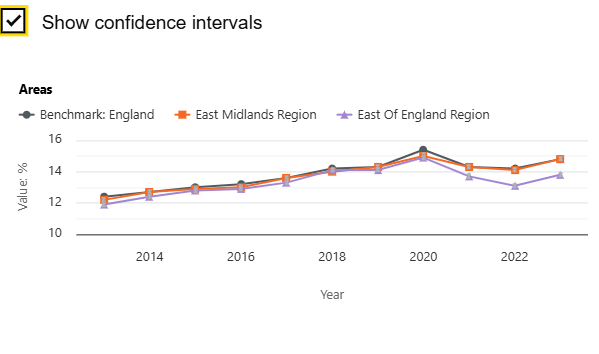 Show confidence intervals
Areas
Benchmark: England East Midlands Region East Of England Region
16
14
12
10
Value: %
2014 2016 2018 2020 2022
Year